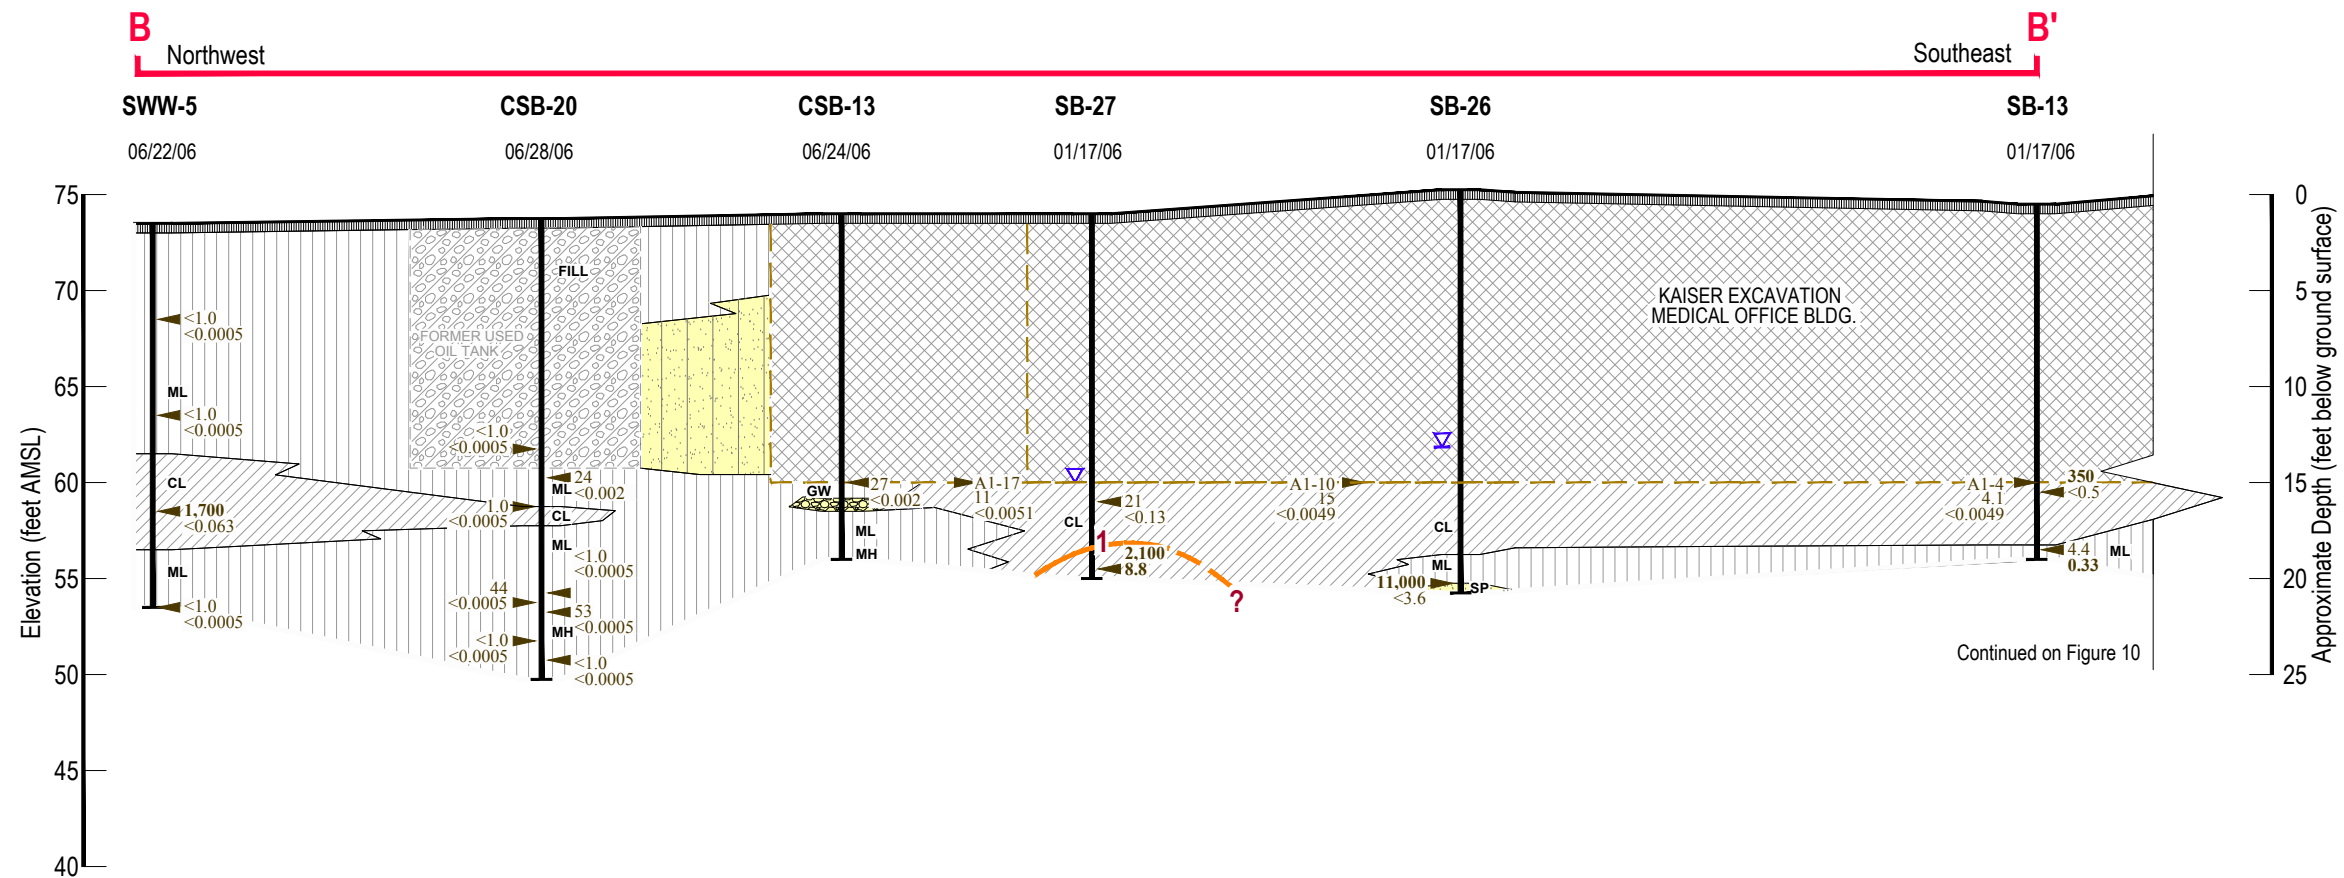 B
B'
Northwest
Southeast
SWW-5
CSB-20
CSB-13
SB-27
SB-26
SB-13
06/22/06
06/28/06
06/24/06
01/17/06
01/17/06
01/17/06
75
70
65
60
55
50
45
40
Elevation (feet AMSL)
0
5
10
15
20
25
Approximate Depth (feet below ground surface)
<1.0
<0.0005
ML
<1.0
<0.0005
CL
1,700
<0.063
ML
<1.0
<0.0005
FILL
FORMER USED
OIL TANK
<1.0
<0.0005
24
ML
<0.002
1.0
<0.0005
CL
ML
<1.0
<0.0005
44
<0.0005
53
<0.0005
MH
<1.0
<0.0005
<1.0
<0.0005
GW
27
<0.002
ML
MH
A1-17
11
<0.0051
21
<0.13
CL
1
2,100
8.8
?
A1-10
15
<0.0049
CL
ML
11,000
<3.6
SP
KAISER EXCAVATION
MEDICAL OFFICE BLDG.
A1-4
4.1
<0.0049
350
<0.5
4.4
0.33
ML
Continued on Figure 10